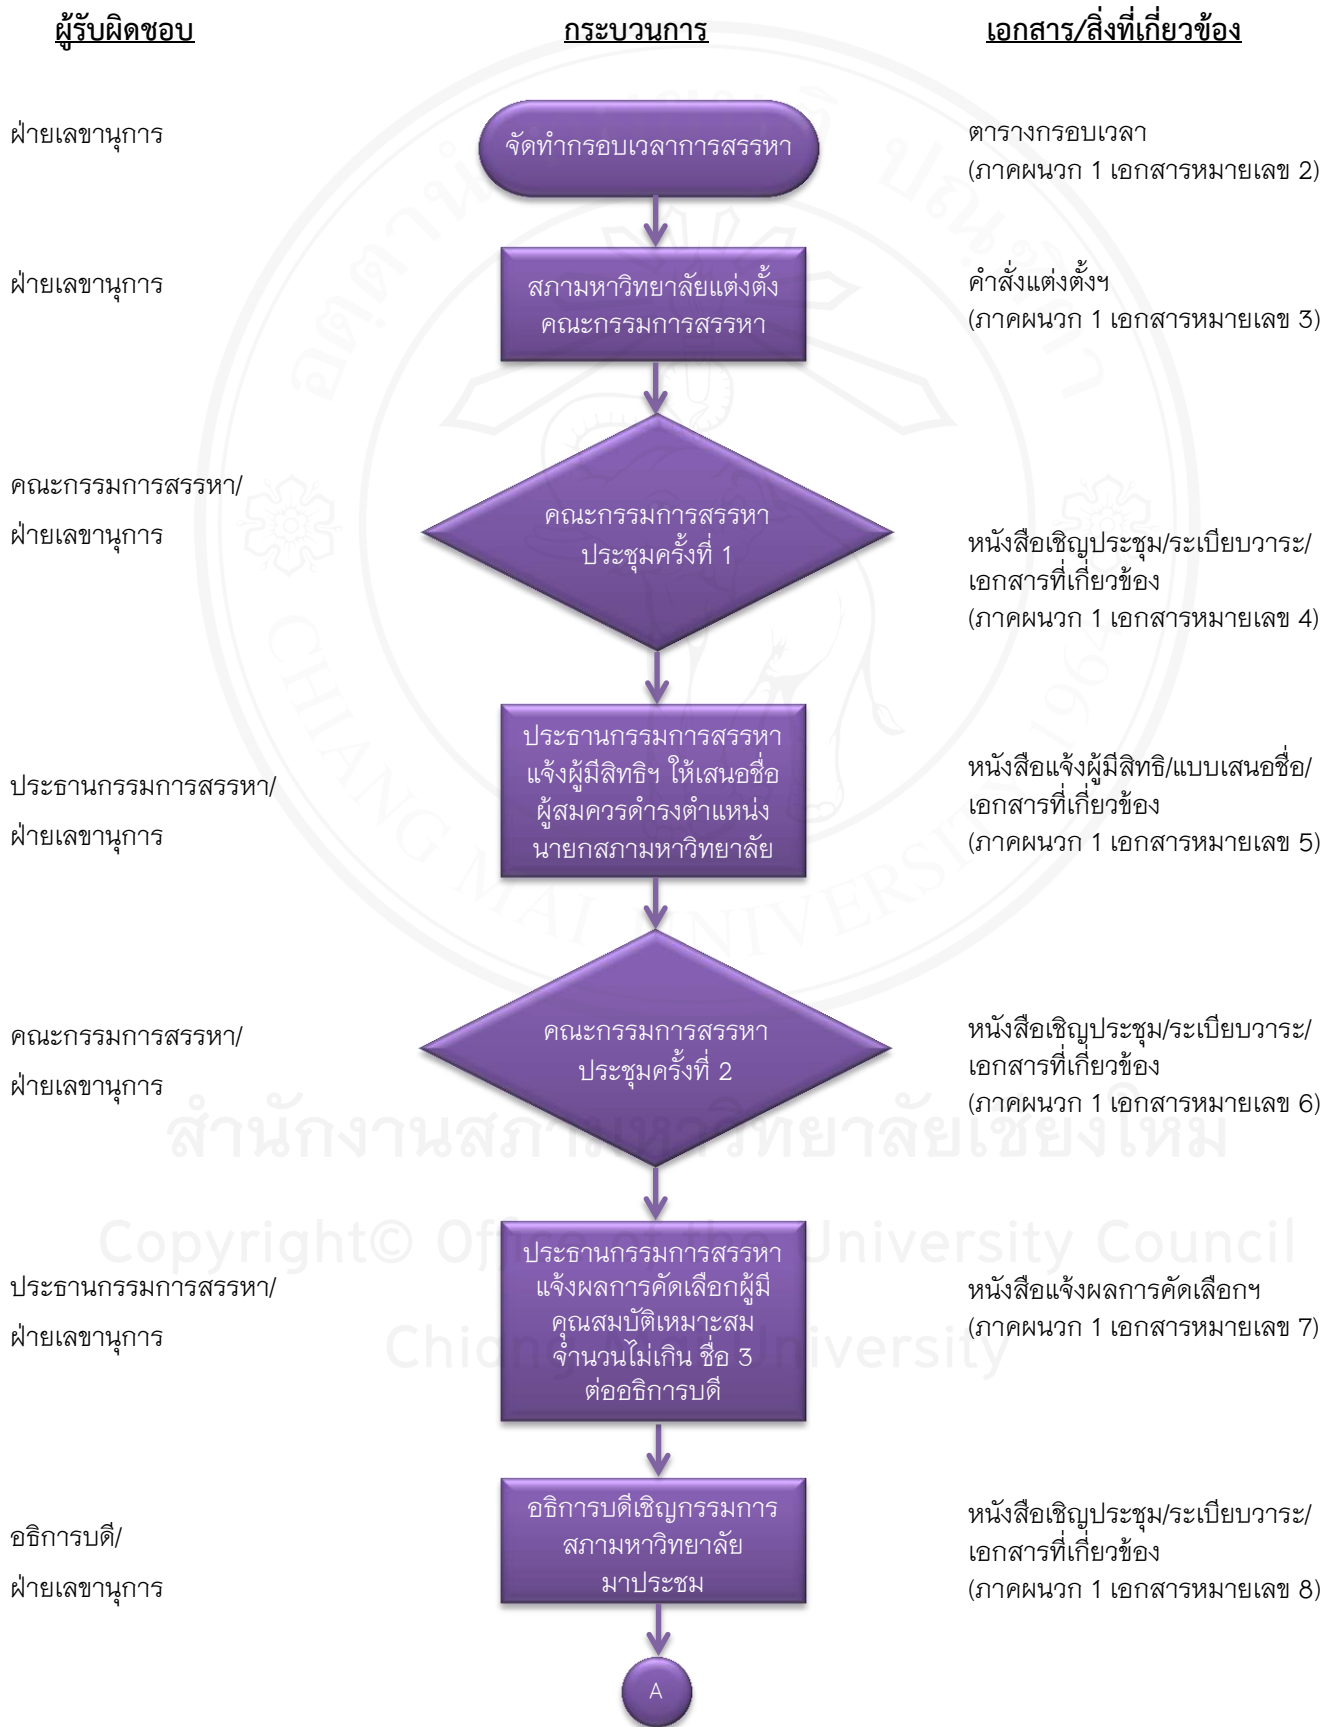 ผู้รับผิดชอบ
กระบวนการ
เอกสาร/สิ่งที่เกี่ยวข้อง
ฝ่ายเลขานุการ
จัดทำกรอบเวลาการสรรหา
ตารางกรอบเวลา
(ภาคผนวก 1 เอกสารหมายเลข 2)
ฝ่ายเลขานุการ
สภามหาวิทยาลัยแต่งตั้ง
คณะกรรมการสรรหา
คำสั่งแต่งตั้งฯ
(ภาคผนวก 1 เอกสารหมายเลข 3)
คณะกรรมการสรรหา/
ฝ่ายเลขานุการ
คณะกรรมการสรรหา
ประชุมครั้งที่ 1
หนังสือเชิญประชุม/ระเบียบวาระ/
เอกสารที่เกี่ยวข้อง
(ภาคผนวก 1 เอกสารหมายเลข 4)
ประธานกรรมการสรรหา/
ฝ่ายเลขานุการ
ประธานกรรมการสรรหา
แจ้งผู้มีสิทธิฯ ให้เสนอชื่อ
ผู้สมควรดำรงตำแหน่ง
นายกสภามหาวิทยาลัย
หนังสือแจ้งผู้มีสิทธิ/แบบเสนอชื่อ/
เอกสารที่เกี่ยวข้อง
(ภาคผนวก 1 เอกสารหมายเลข 5)
คณะกรรมการสรรหา/
ฝ่ายเลขานุการ
คณะกรรมการสรรหา
ประชุมครั้งที่ 2
หนังสือเชิญประชุม/ระเบียบวาระ/
เอกสารที่เกี่ยวข้อง
(ภาคผนวก 1 เอกสารหมายเลข 6)
ประธานกรรมการสรรหา/
ฝ่ายเลขานุการ
ประธานกรรมการสรรหา
แจ้งผลการคัดเลือกผู้มี
คุณสมบัติเหมาะสม
จำนวนไม่เกิน ชื่อ 3
ต่ออธิการบดี
หนังสือแจ้งผลการคัดเลือกฯ
(ภาคผนวก 1 เอกสารหมายเลข 7)
อธิการบดี/
ฝ่ายเลขานุการ
อธิการบดีเชิญกรรมการ
สภามหาวิทยาลัย
มาประชม
หนังสือเชิญประชุม/ระเบียบวาระ/
เอกสารที่เกี่ยวข้อง
(ภาคผนวก 1 เอกสารหมายเลข 8)
A
CHIANG MAI UNIVERSITY 1964
สำนักงานสภามหาวิทยาลัยเชียงใหม่
Copyright© Office of the University Council
Chiang Mai University